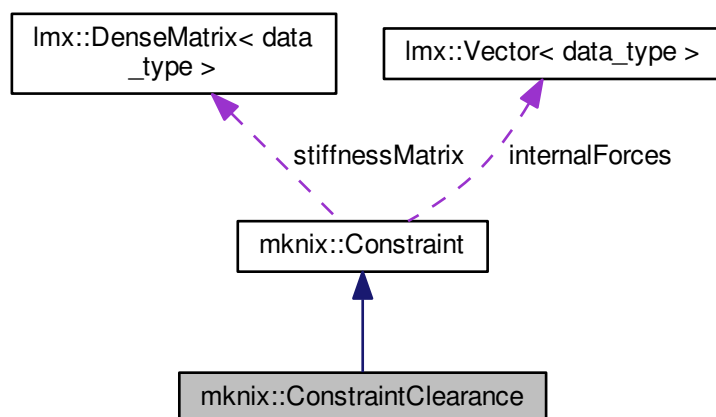 lmx::DenseMatrix< data
_type >
lmx::Vector< data_type >
stiffnessMatrix
internalForces
mknix::Constraint
mknix::ConstraintClearance